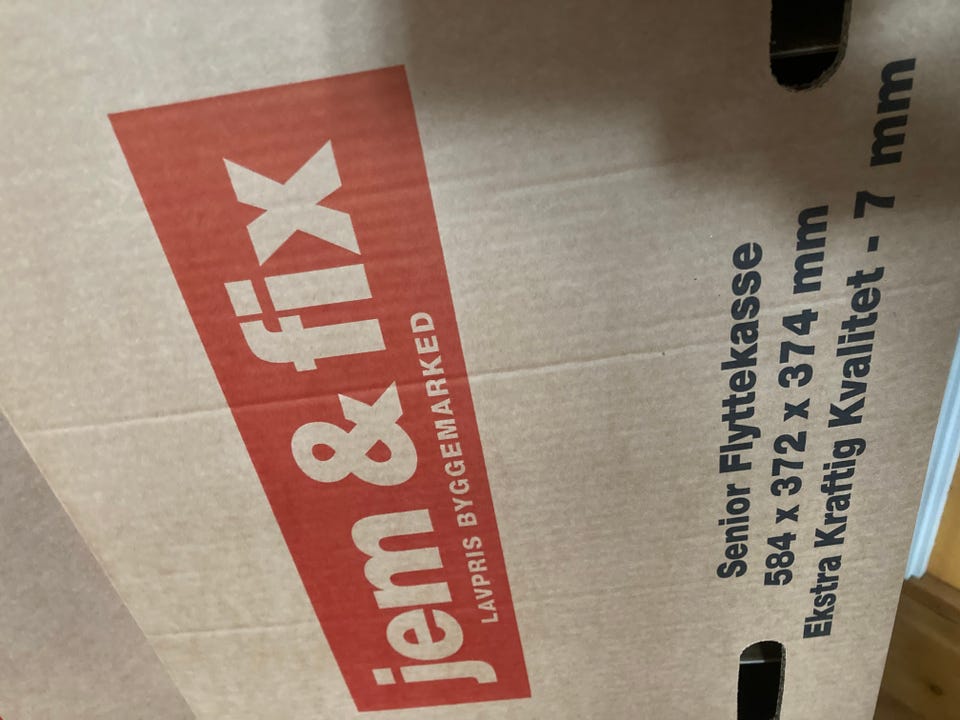 jem & fix
LAVPRIS BYGGEMARKED
Senior Flyttekasse
584 x 372 x 374 mm
Ekstra Kraftig Kvalitet - 7 mm